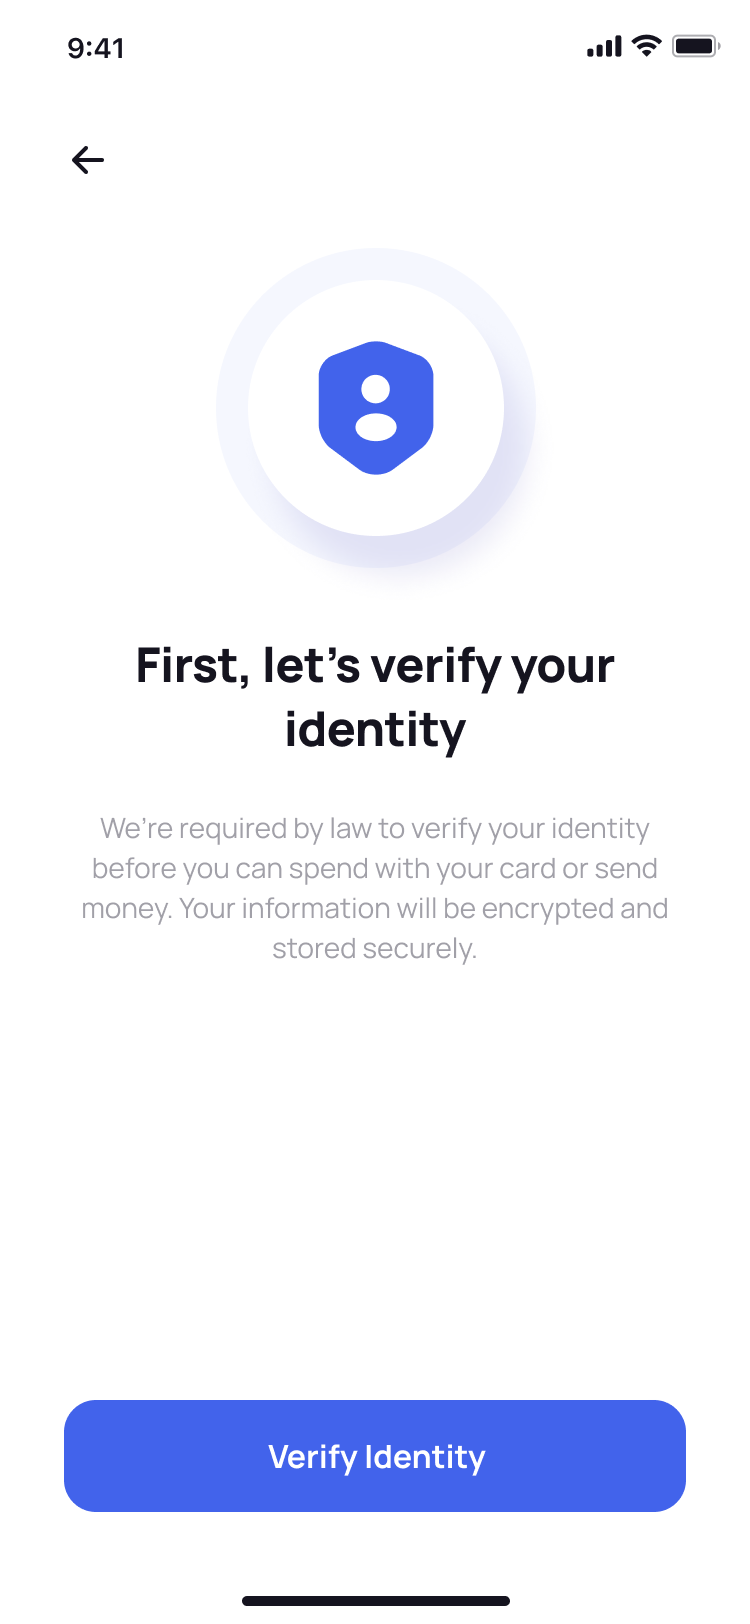 9:41
First, let’s verify your
identity
We’re required by law to verify your identity
before you can spend with your card or send
money. Your information will be encrypted and
stored securely.
Verify Identity